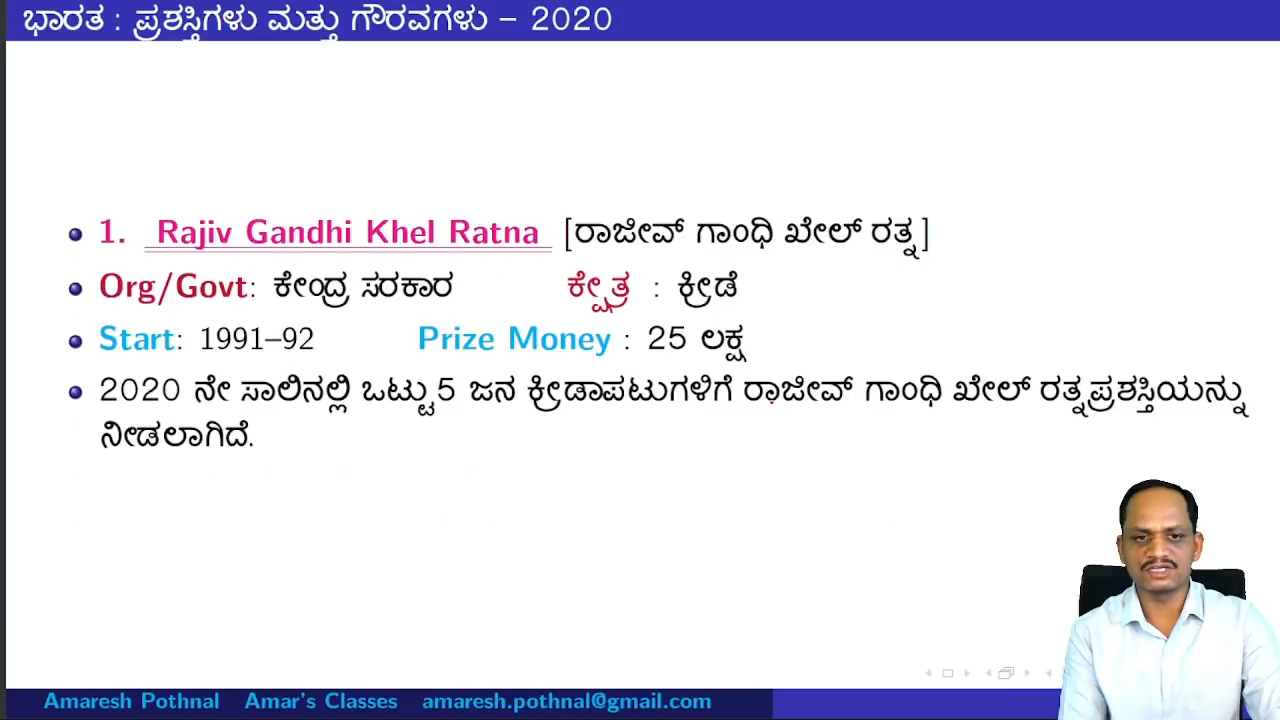 ಭಾರತ : ಪ್ರಶಸ್ತಿಗಳು ಮತ್ತು ಗೌರವಗಳು – 2020
1. Rajiv Gandhi Khel Ratna [ರಾಜೀವ್ ಗಾಂಧಿ ಖೇಲ್ ರತ್ನ]
Org/Govt: ಕೇಂದ್ರ ಸರಕಾರ ಕ್ಷೇತ್ರ : ಕ್ರೀಡೆ
Start: 1991–92 Prize Money : 25 ಲಕ್ಷ
2020 ನೇ ಸಾಲಿನಲ್ಲಿ ಒಟ್ಟು 5 ಜನ ಕ್ರೀಡಾಪಟುಗಳಿಗೆ ರಾಜೀವ್ ಗಾಂಧಿ ಖೇಲ್ ರತ್ನ ಪ್ರಶಸ್ತಿಯನ್ನು
ನೀಡಲಾಗಿದೆ.
Amaresh Pothnal Amar's Classes amaresh.pothnal@gmail.com